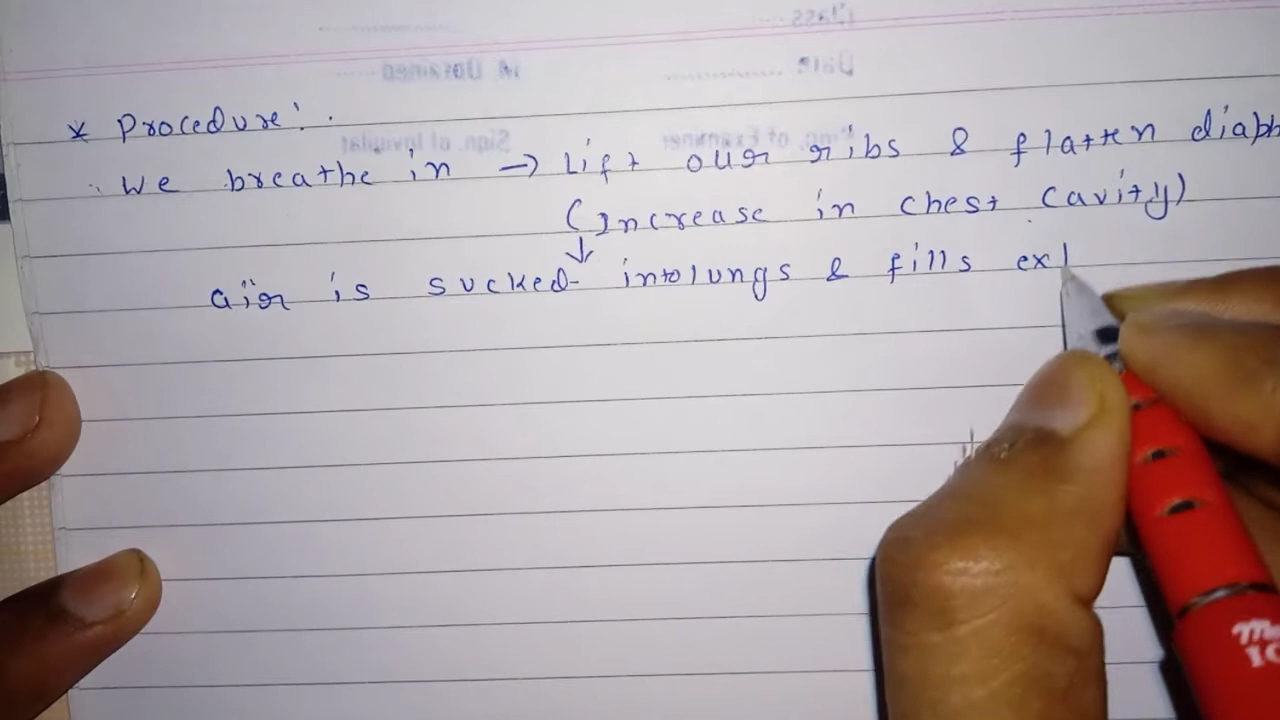 * Procedure :
We breathe in → Lift our ribs & flatten diaph
(Increase in chest cavity)
↓
air is sucked into lungs & fills ex